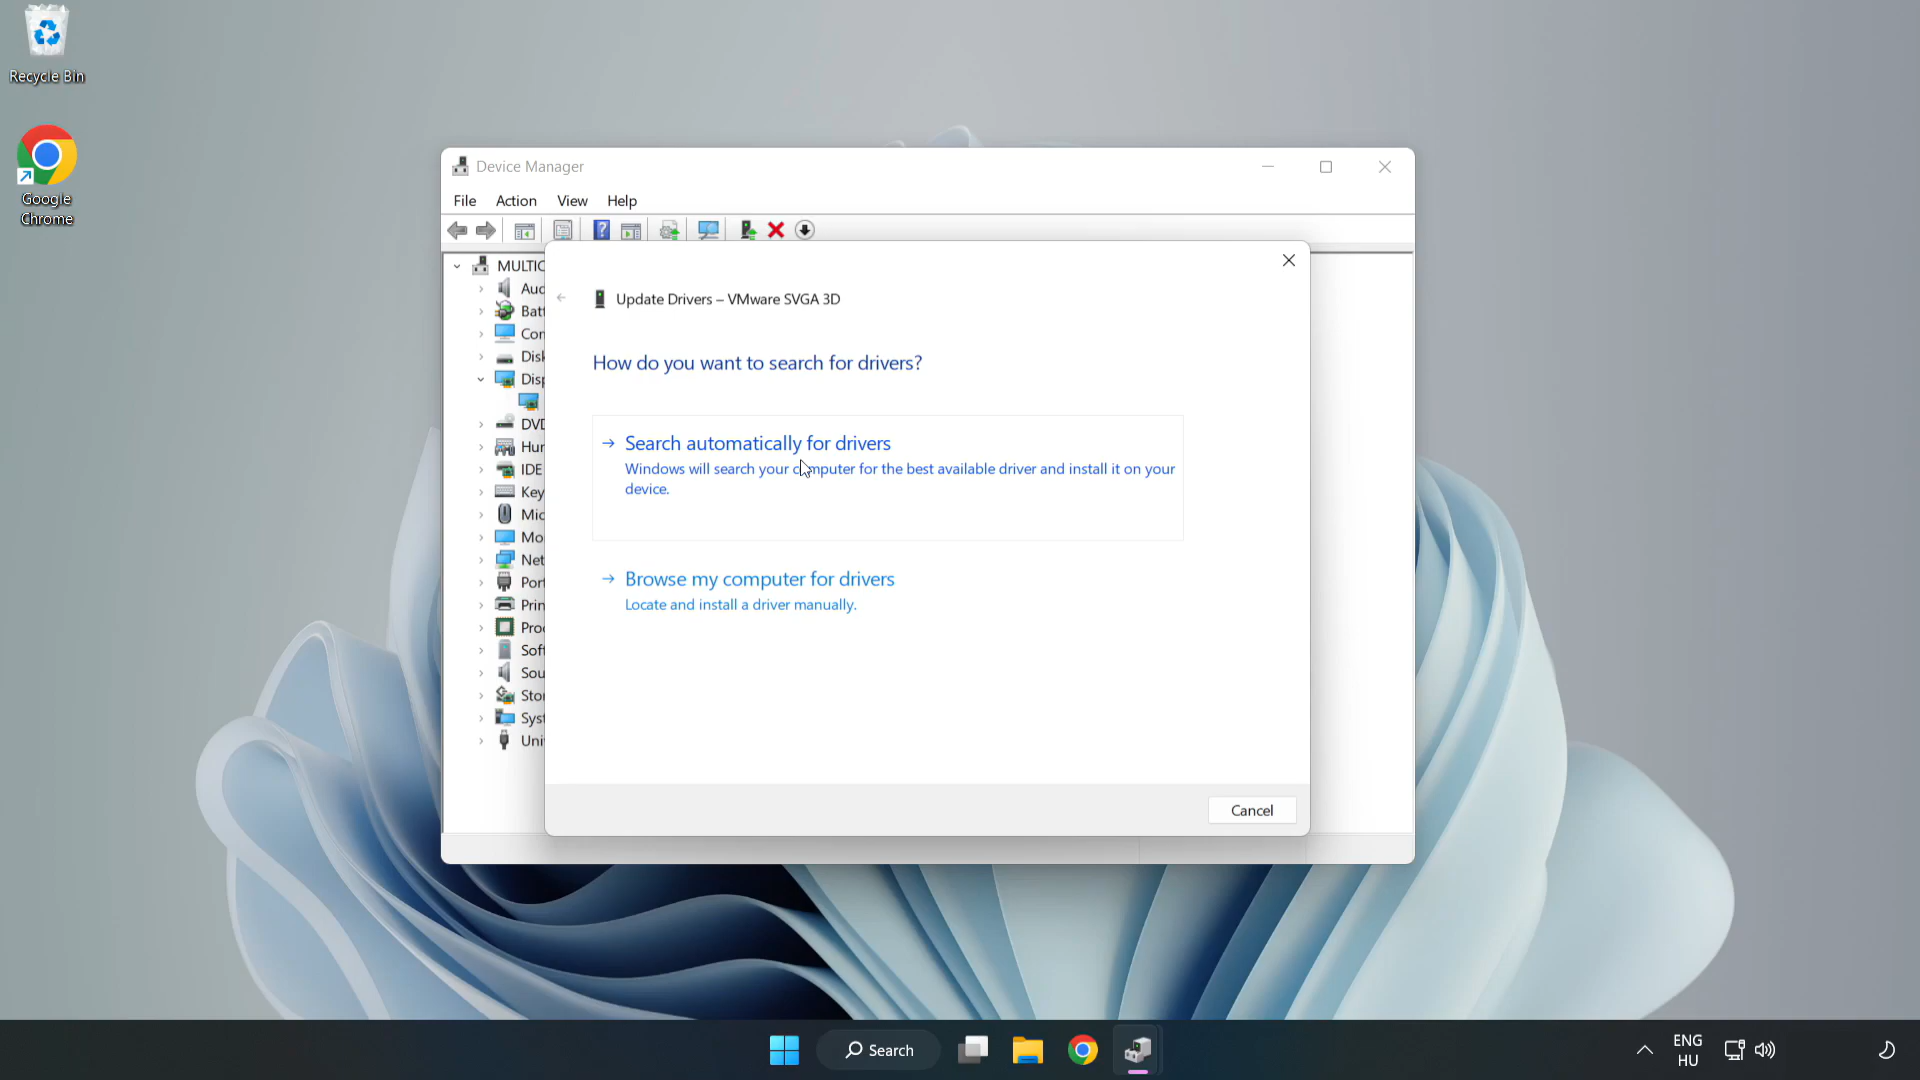 Recycle Bin
Google
Chrome
Device Manager
File Action View Help
MULTIC
Aud
Batt
Con
Disk
Disp
DVD
Hur
IDE
Key
Mic
Mo
Net
Port
Prin
Proc
Soft
Sou
Stor
Syst
Uni
Update Drivers – VMware SVGA 3D
How do you want to search for drivers?
Search automatically for drivers
Windows will search your computer for the best available driver and install it on your
device.
Browse my computer for drivers
Locate and install a driver manually.
Cancel
Search
ENG
HU